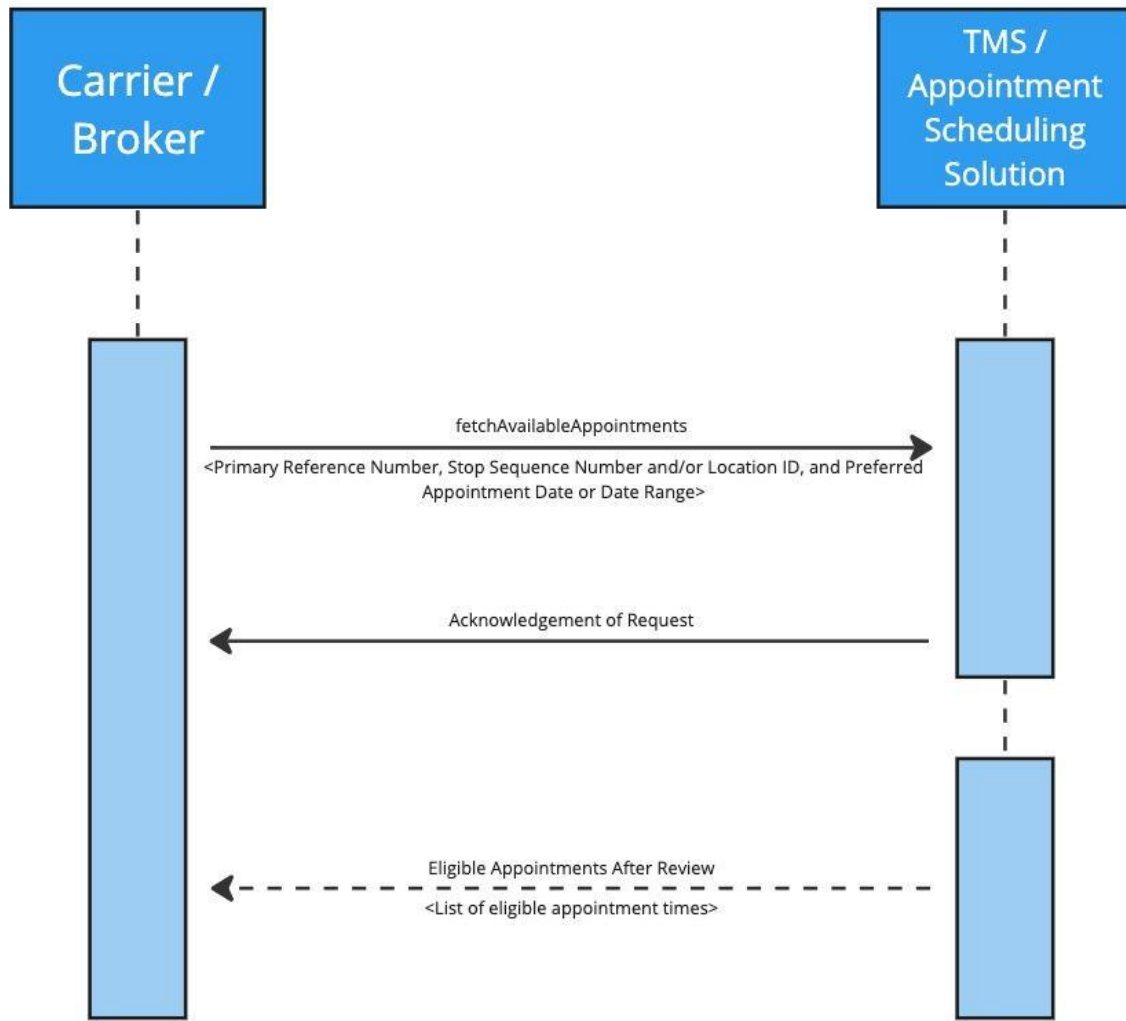 Carrier /
Broker
TMS /
Appointment
Scheduling
Solution
fetchAvailableAppointments
<Primary Reference Number, Stop Sequence Number and/or Location ID, and Preferred
Appointment Date or Date Range>
Acknowledgement of Request
Eligible Appointments After Review
<List of eligible appointment times>